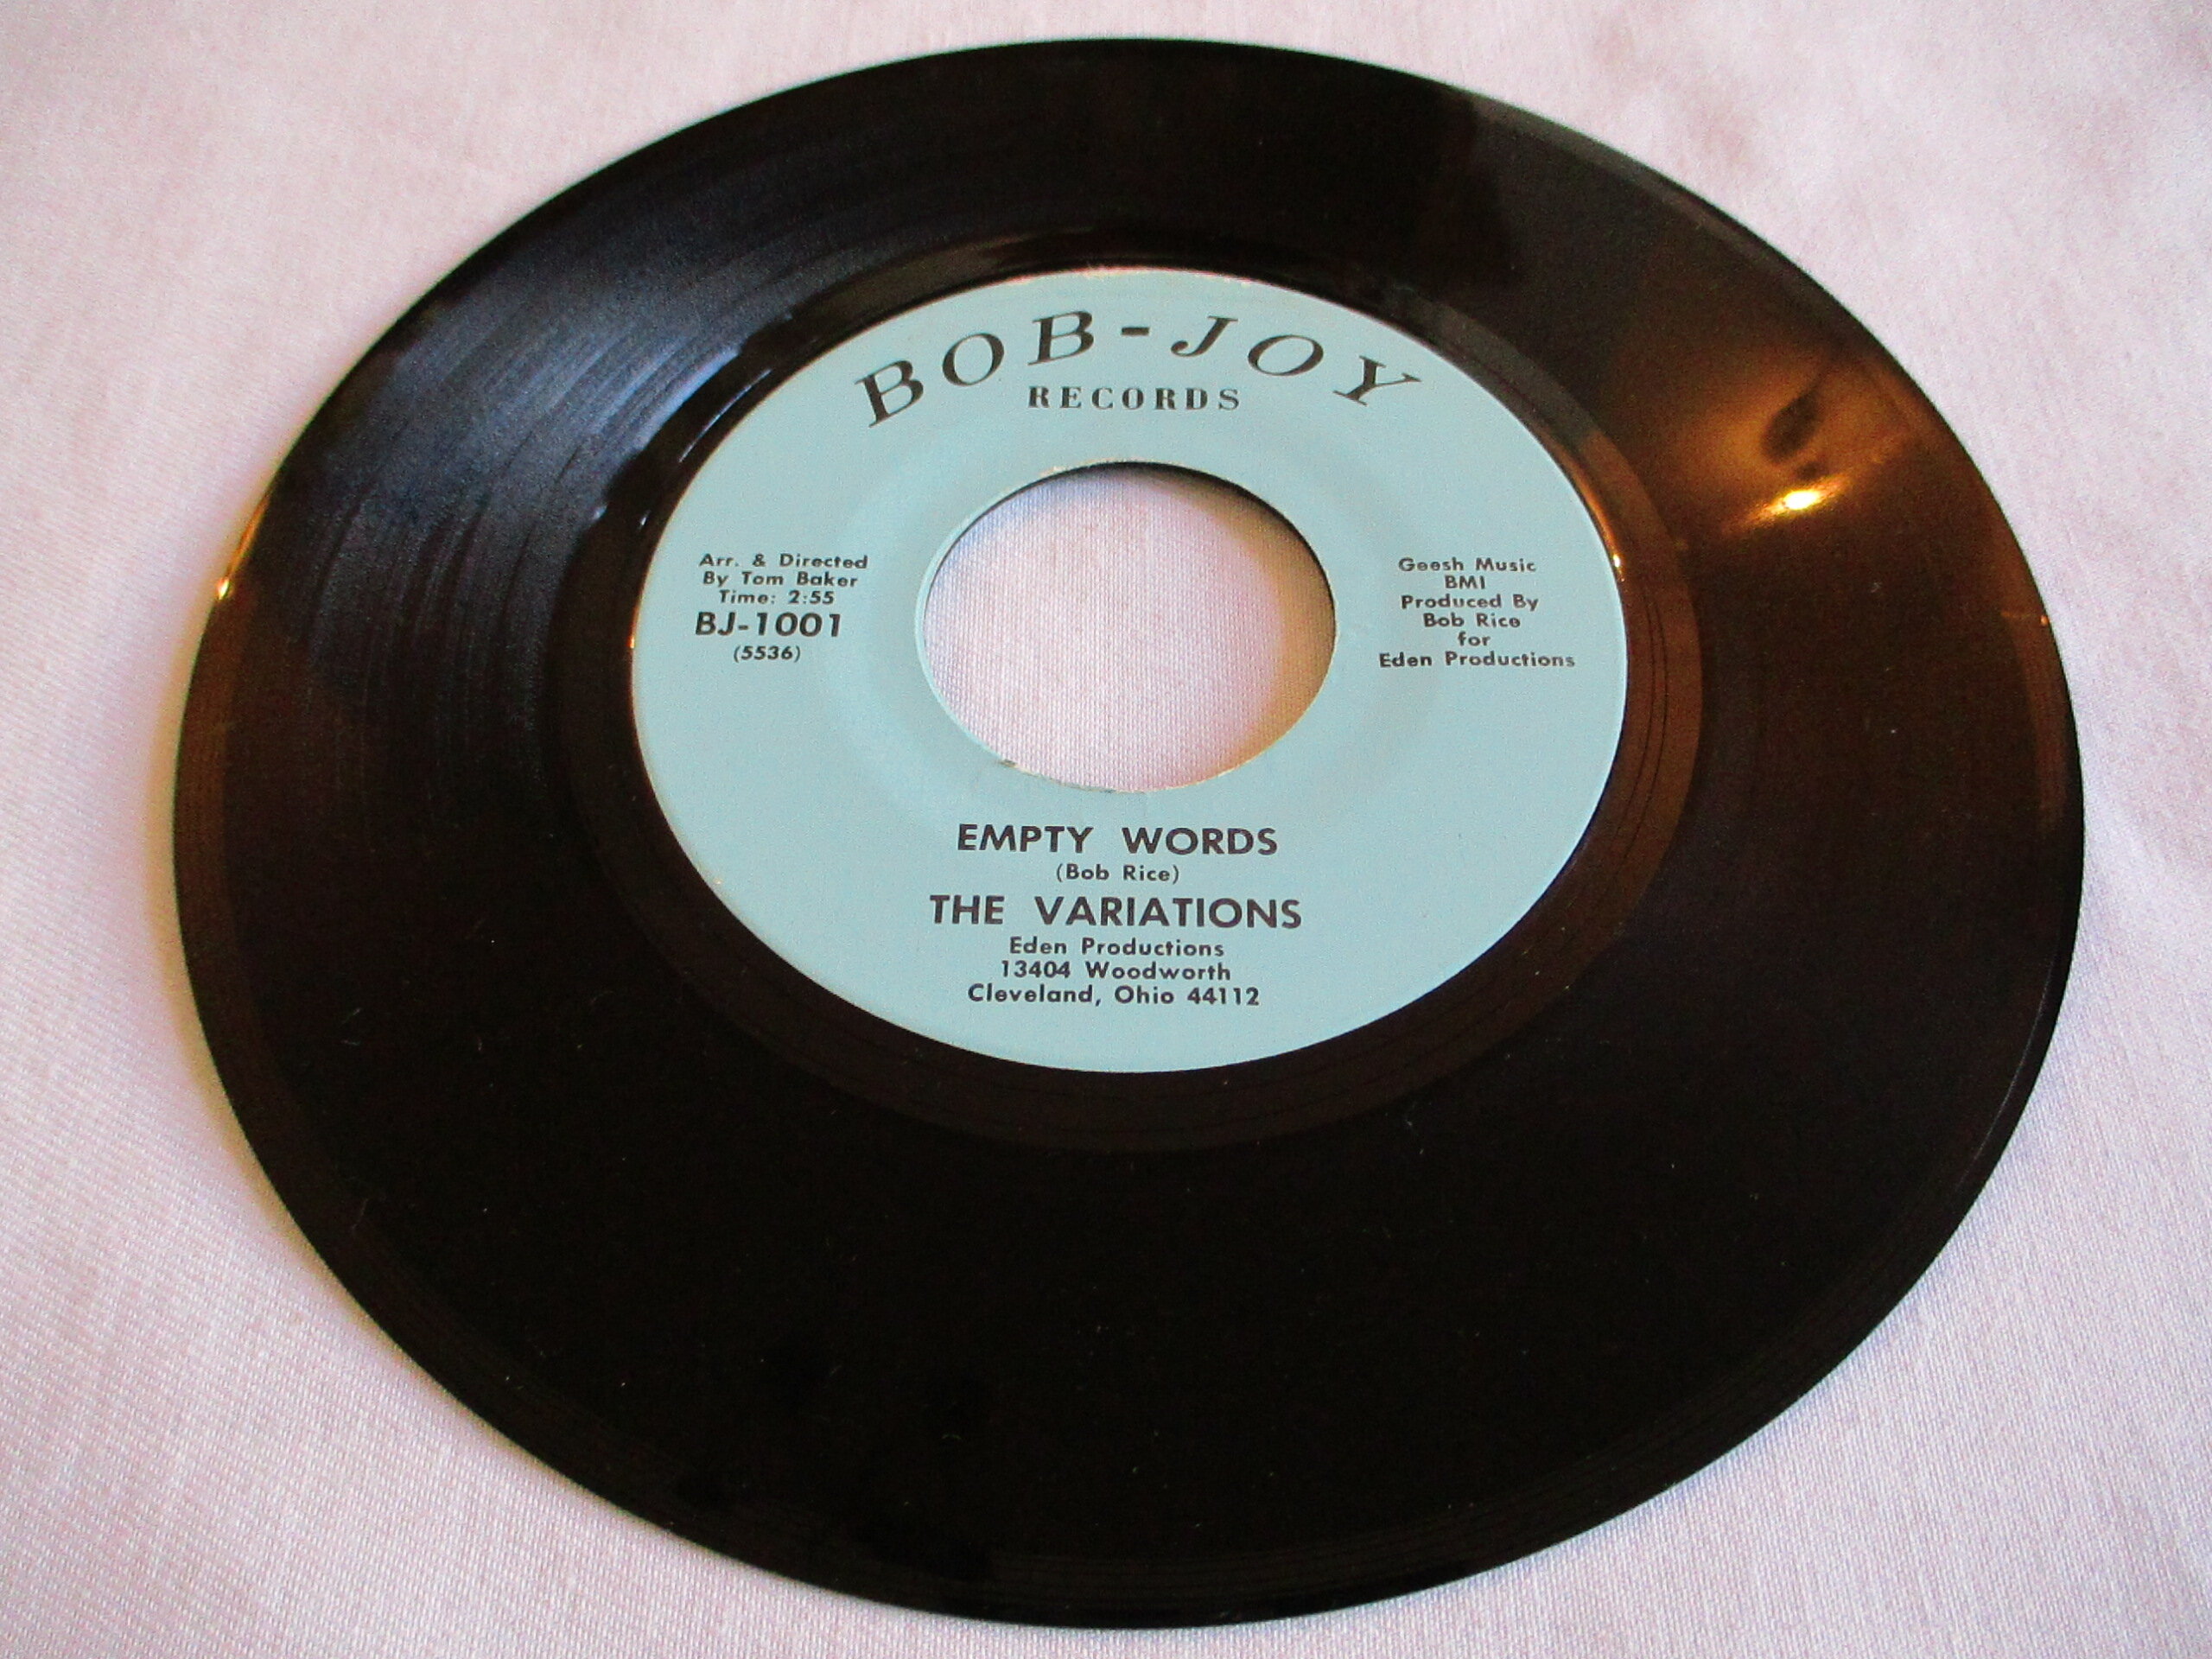 BOB-JOY
RECORDS
Arr. & Directed
By Tom Baker
Time: 2:55
BJ-1001
(5536)
Geesh Music
BMI
Produced By
Bob Rice
for
Eden Productions
EMPTY WORDS
(Bob Rice)
THE VARIATIONS
Eden Productions
13404 Woodworth
Cleveland, Ohio 44112